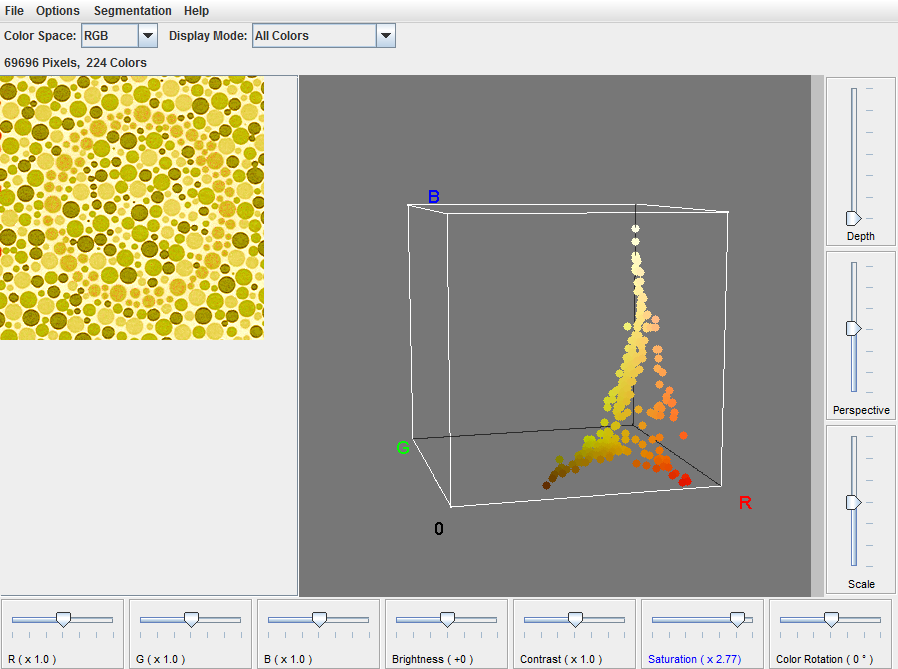 File Options Segmentation Help
Color Space: RGB Display Mode: All Colors
69696 Pixels, 224 Colors
B
G
R
0
Depth
Perspective
Scale
R ( x 1.0 ) G ( x 1.0 ) B ( x 1.0 ) Brightness ( +0 ) Contrast ( x 1.0 ) Saturation ( x 2.77) Color Rotation ( 0 ° )